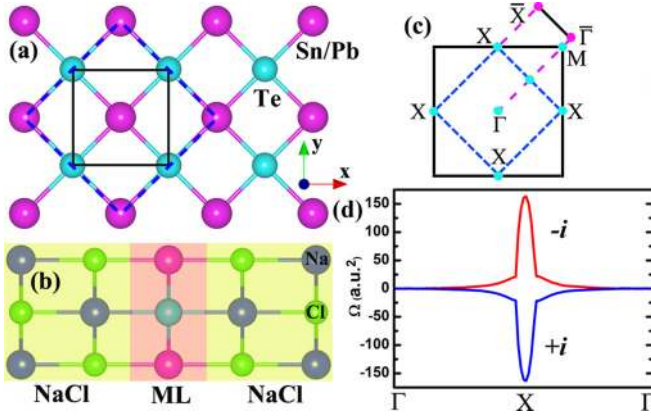 (a)
Sn/Pb
Te
y
x
(b)
Na
Cl
NaCl
ML
NaCl
(c)
X̄
Γ̄
X
M
X
Γ
X
X
(d)
150
100
50
0
-50
-100
-150
Ω (a.u.²)
-i
+i
Γ
X
Γ